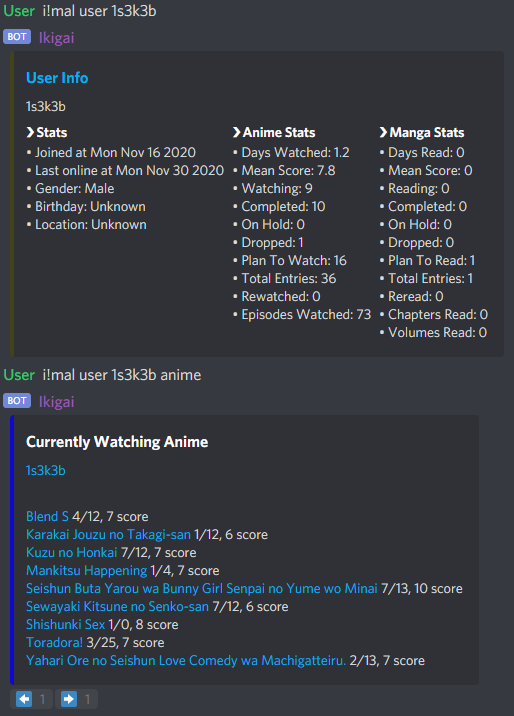 User i!mal user 1s3k3b
BOT Ikigai
User Info
1s3k3b
❯ Stats
• Joined at Mon Nov 16 2020
• Last online at Mon Nov 30 2020
• Gender: Male
• Birthday: Unknown
• Location: Unknown
❯ Anime Stats
• Days Watched: 1.2
• Mean Score: 7.8
• Watching: 9
• Completed: 10
• On Hold: 0
• Dropped: 1
• Plan To Watch: 16
• Total Entries: 36
• Rewatched: 0
• Episodes Watched: 73
❯ Manga Stats
• Days Read: 0
• Mean Score: 0
• Reading: 0
• Completed: 0
• On Hold: 0
• Dropped: 0
• Plan To Read: 1
• Total Entries: 1
• Reread: 0
• Chapters Read: 0
• Volumes Read: 0
User i!mal user 1s3k3b anime
BOT Ikigai
Currently Watching Anime
1s3k3b
Blend S 4/12, 7 score
Karakai Jouzu no Takagi-san 1/12, 6 score
Kuzu no Honkai 7/12, 7 score
Mankitsu Happening 1/4, 7 score
Seishun Buta Yarou wa Bunny Girl Senpai no Yume wo Minai 7/13, 10 score
Sewayaki Kitsune no Senko-san 7/12, 6 score
Shishunki Sex 1/0, 8 score
Toradora! 3/25, 7 score
Yahari Ore no Seishun Love Comedy wa Machigatteiru. 2/13, 7 score
1 1